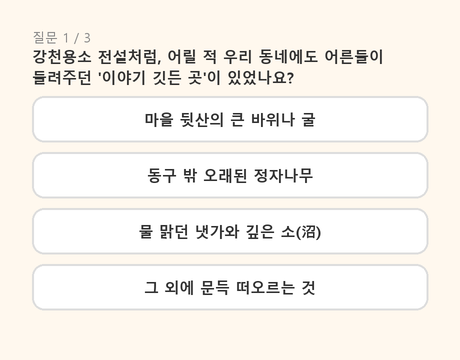 질문 1 / 3
강천용소 전설처럼, 어릴 적 우리 동네에도 어른들이
들려주던 '이야기 깃든 곳'이 있었나요?
마을 뒷산의 큰 바위나 굴
동구 밖 오래된 정자나무
물 맑던 냇가와 깊은 소(沼)
그 외에 문득 떠오르는 것